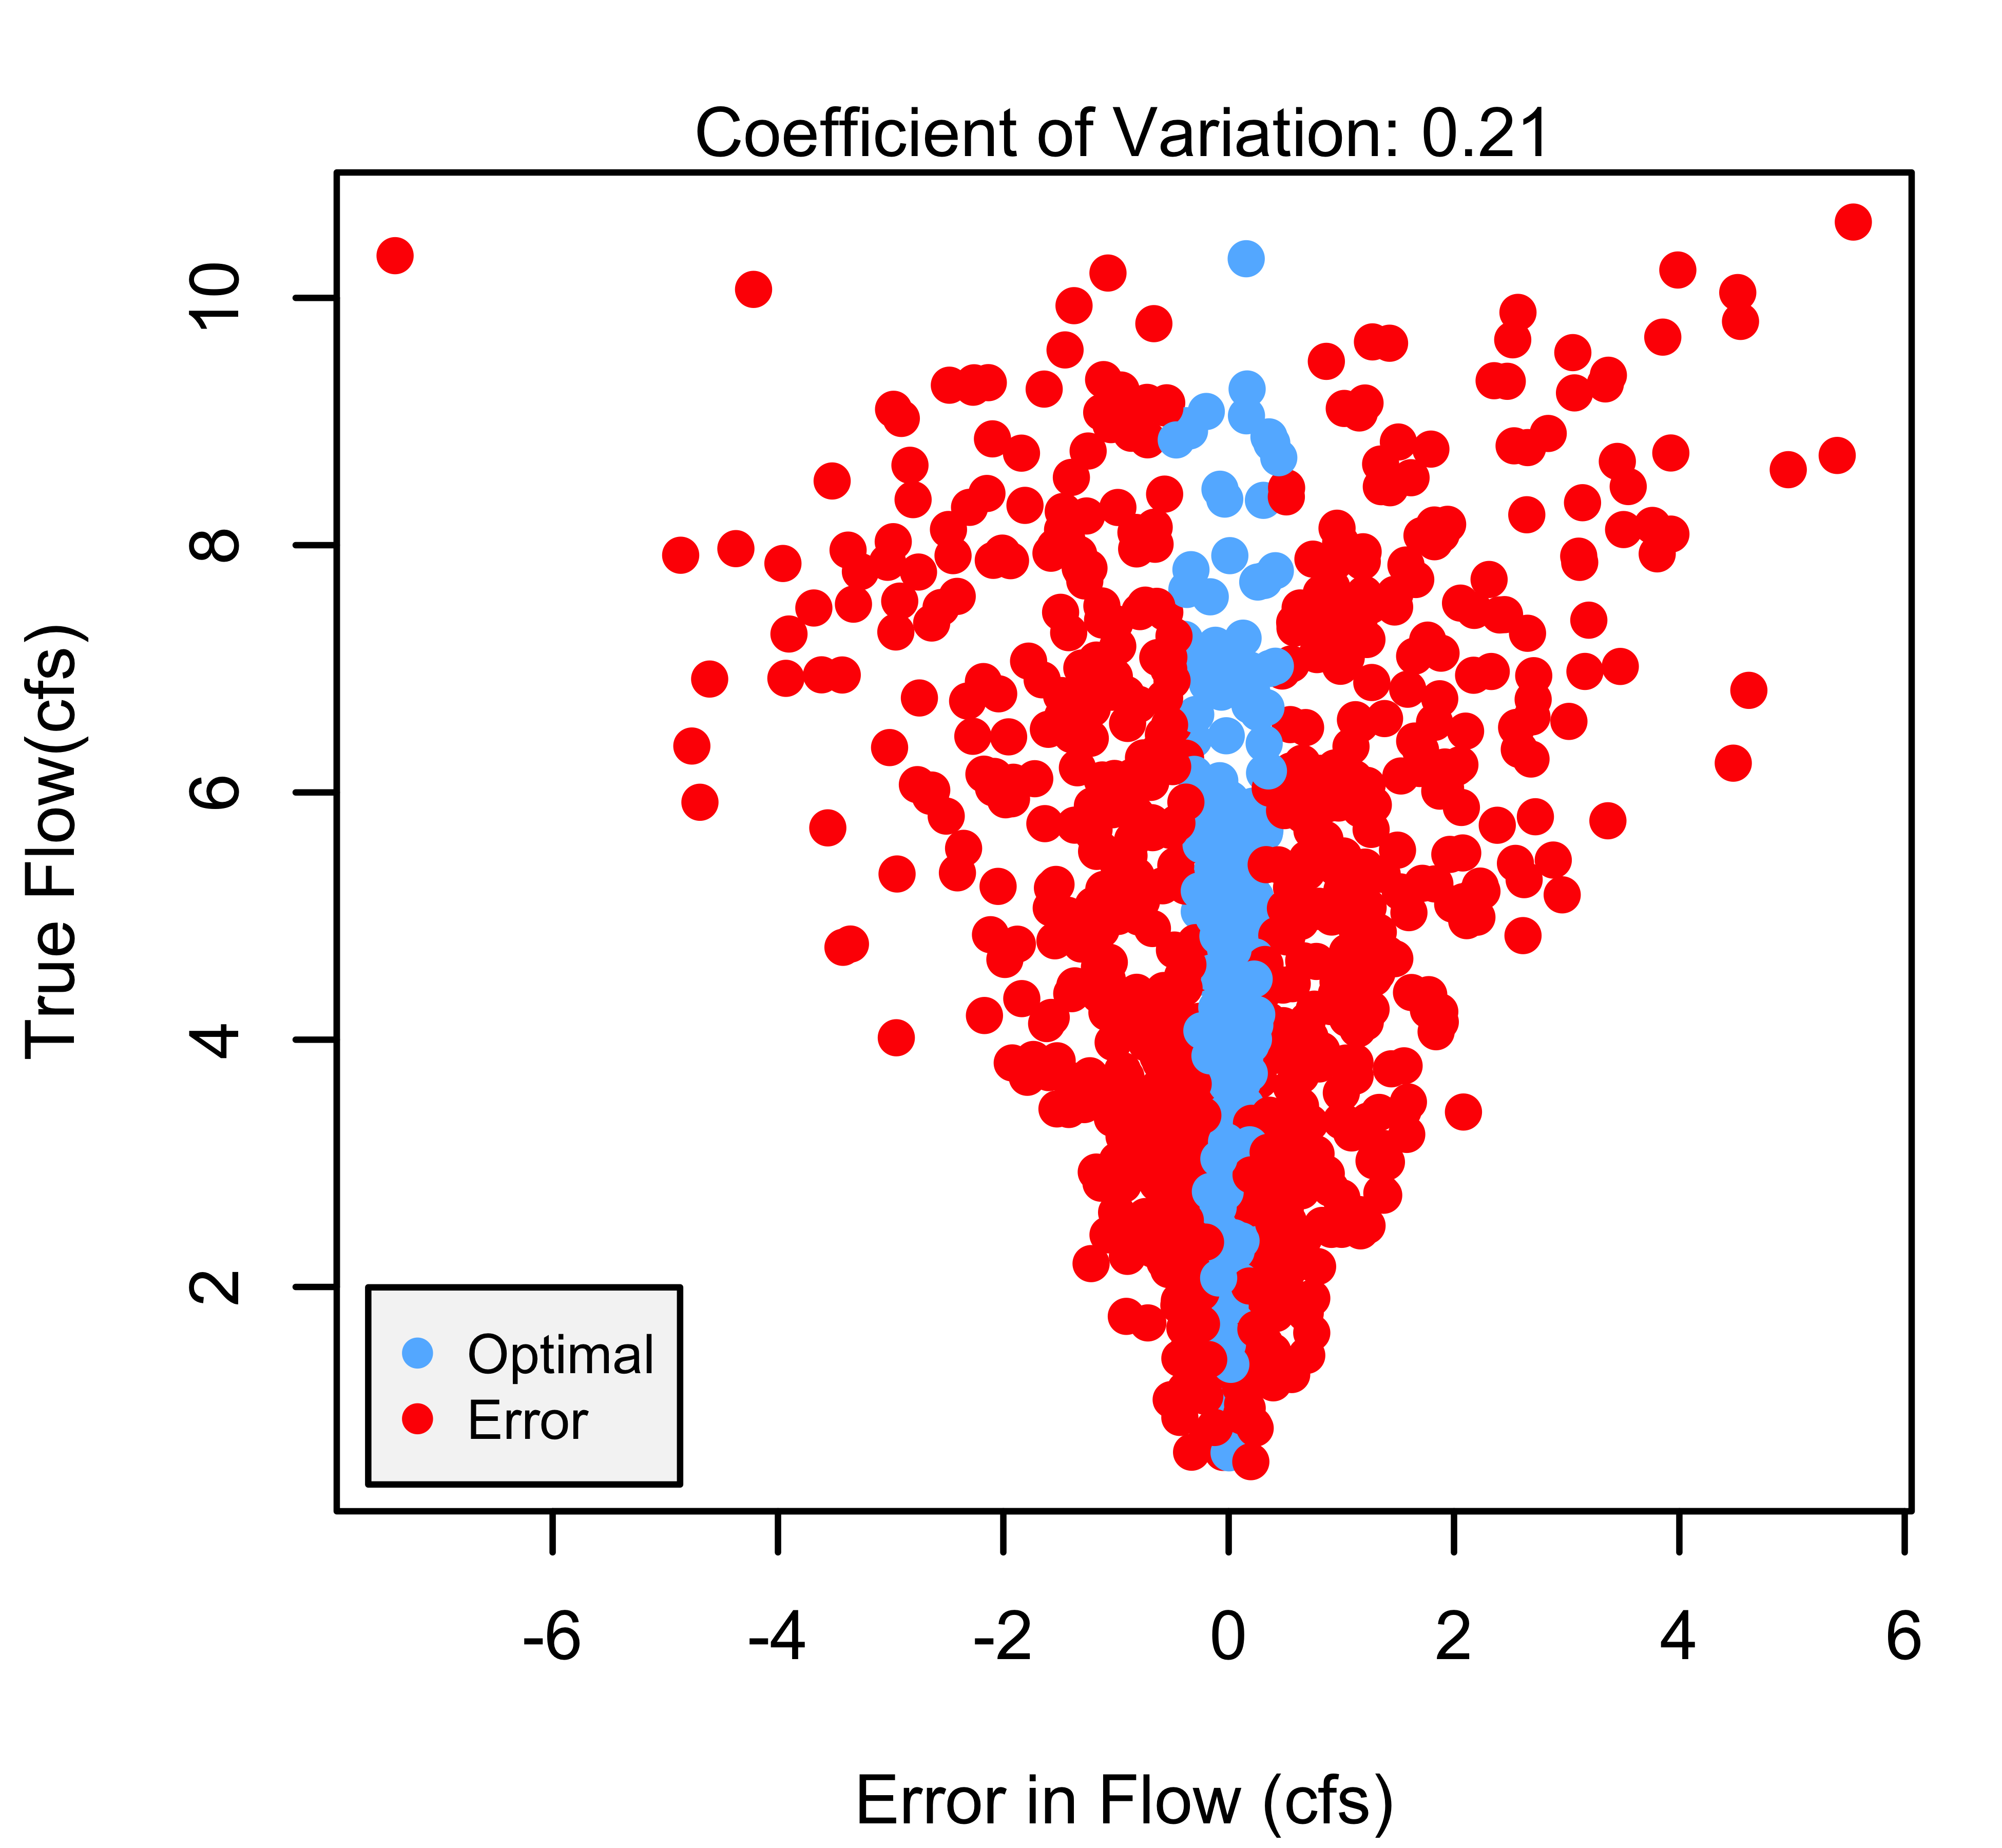 Coefficient of Variation: 0.21
True Flow(cfs)
10
8
6
4
2
Optimal
Error
-6 -4 -2 0 2 4 6
Error in Flow (cfs)